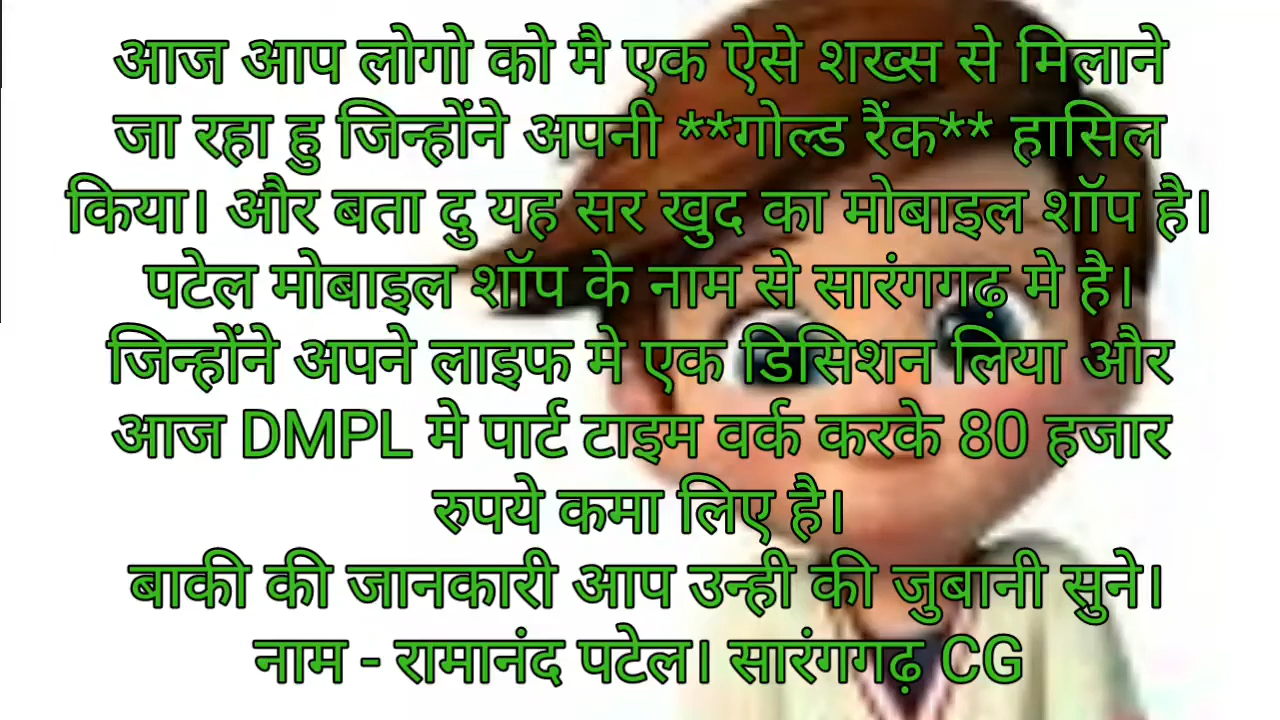 आज आप लोगो को मै एक ऐसे शख्स से मिलाने
जा रहा हु जिन्होंने अपनी **गोल्ड रैंक** हासिल
किया। और बता दु यह सर खुद का मोबाइल शॉप है।
पटेल मोबाइल शॉप के नाम से सारंगगढ़ मे है।
जिन्होंने अपने लाइफ मे एक डिसिशन लिया और
आज DMPL मे पार्ट टाइम वर्क करके 80 हजार
रुपये कमा लिए है।
बाकी की जानकारी आप उन्ही की जुबानी सुने।
नाम - रामानंद पटेल। सारंगगढ़ CG